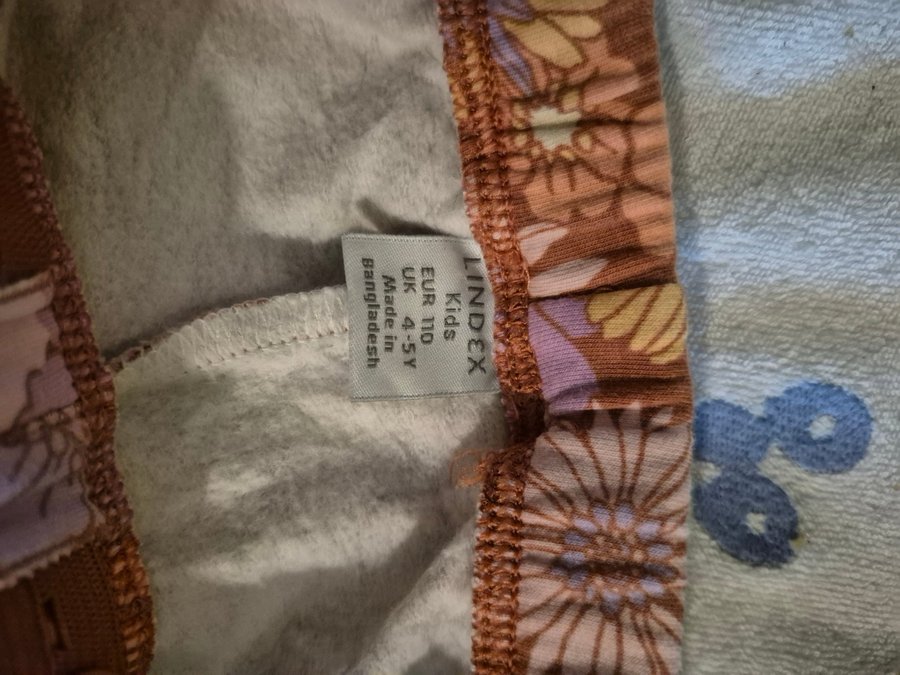 LINDEX
Kids
EUR 110
UK 4-5Y
Made in
Bangladesh